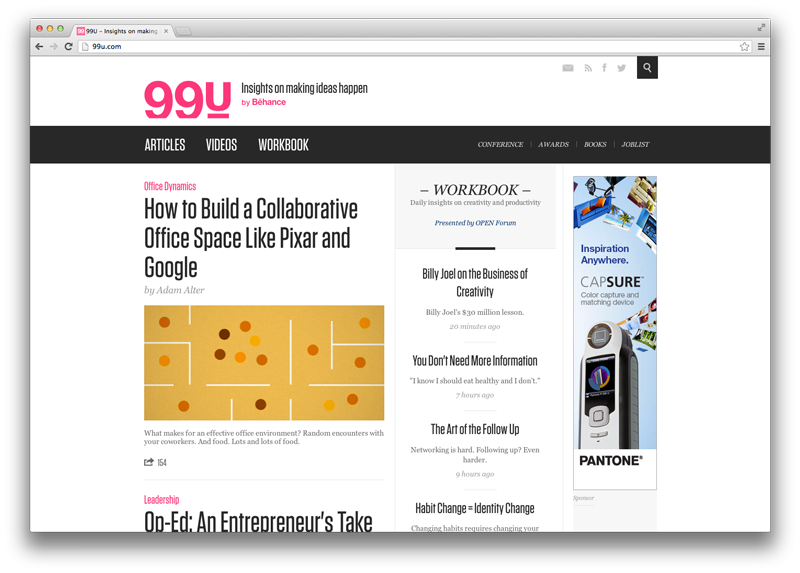 99U – Insights on making
99u.com
99u
Insights on making ideas happen
by Bēhance
ARTICLES VIDEOS WORKBOOK
CONFERENCE | AWARDS | BOOKS | JOBLIST
Office Dynamics
How to Build a Collaborative
Office Space Like Pixar and
Google
by Adam Alter
What makes for an effective office environment? Random encounters with
your coworkers. And food. Lots and lots of food.
154
Leadership
Op-Ed: An Entrepreneur's Take
– WORKBOOK –
Daily insights on creativity and productivity
Presented by OPEN Forum
Billy Joel on the Business of
Creativity
Billy Joel's $30 million lesson.
20 minutes ago
You Don't Need More Information
"I know I should eat healthy and I don't."
7 hours ago
The Art of the Follow Up
Networking is hard. Following up? Even
harder.
9 hours ago
Habit Change = Identity Change
Changing habits requires changing your
Inspiration
Anywhere.
CAPSURE™
Color capture and
matching device
PANTONE®
Sponsor